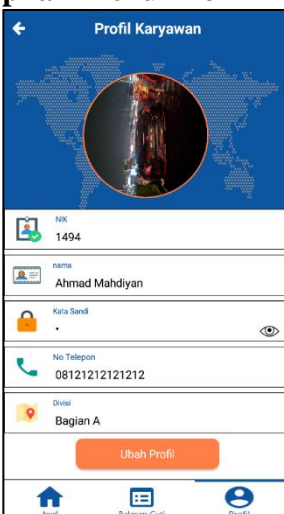 Profil Karyawan
NIK
1494
nama
Ahmad Mahdiyan
Kata Sandi
•
No Telepon
08121212121212
Divisi
Bagian A
Ubah Profil